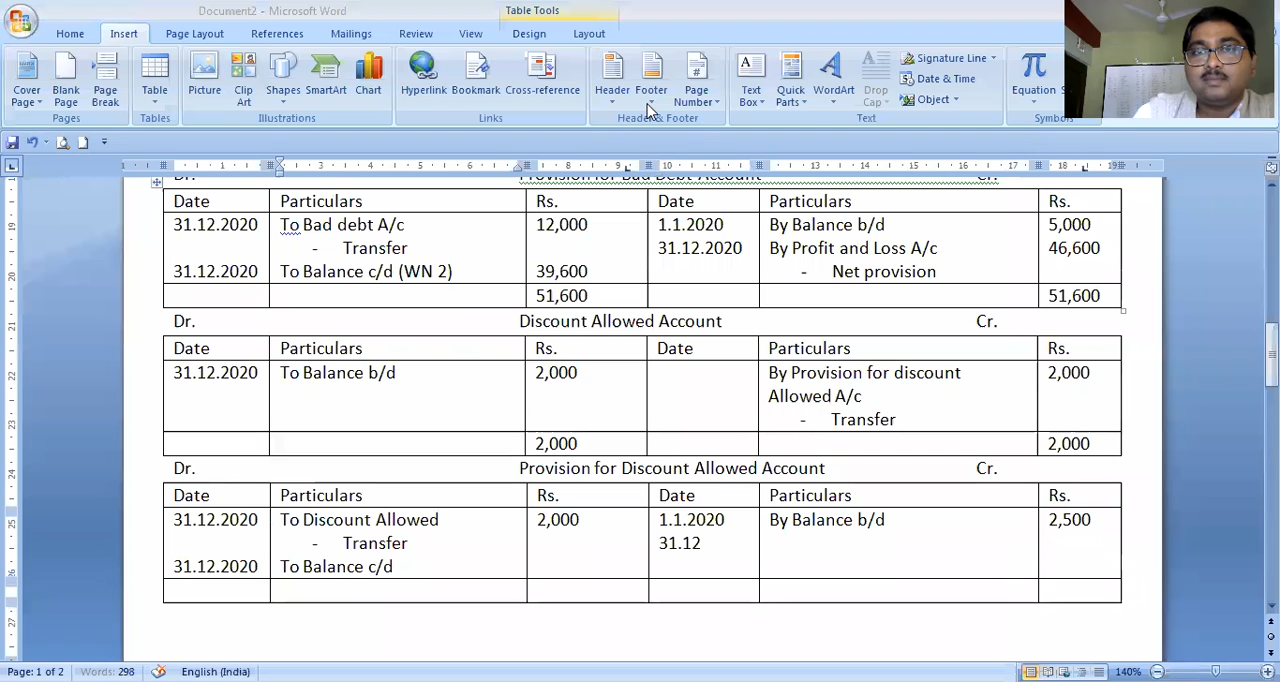 Document2 - Microsoft Word
Table Tools
Home Insert Page Layout References Mailings Review View Design Layout
Cover Page
Blank Page
Page Break
Table
Picture
Clip Art
Shapes
SmartArt
Chart
Hyperlink
Bookmark
Cross-reference
Header
Footer
Page Number
Text Box
Quick Parts
WordArt
Drop Cap
Signature Line
Date & Time
Object
Equation
Pages Tables Illustrations Links Header & Footer Text
Dr. Provision for Bad Debt Account Cr.
Date Particulars Rs. Date Particulars Rs.
31.12.2020 To Bad debt A/c 12,000 1.1.2020 By Balance b/d 5,000
- Transfer 31.12.2020 By Profit and Loss A/c 46,600
31.12.2020 To Balance c/d (WN 2) 39,600 - Net provision
51,600 51,600
Dr. Discount Allowed Account Cr.
Date Particulars Rs. Date Particulars Rs.
31.12.2020 To Balance b/d 2,000 By Provision for discount 2,000
Allowed A/c
- Transfer
2,000 2,000
Dr. Provision for Discount Allowed Account Cr.
Date Particulars Rs. Date Particulars Rs.
31.12.2020 To Discount Allowed 2,000 1.1.2020 By Balance b/d 2,500
- Transfer 31.12
31.12.2020 To Balance c/d
Page: 1 of 2 Words: 298 English (India) 140%